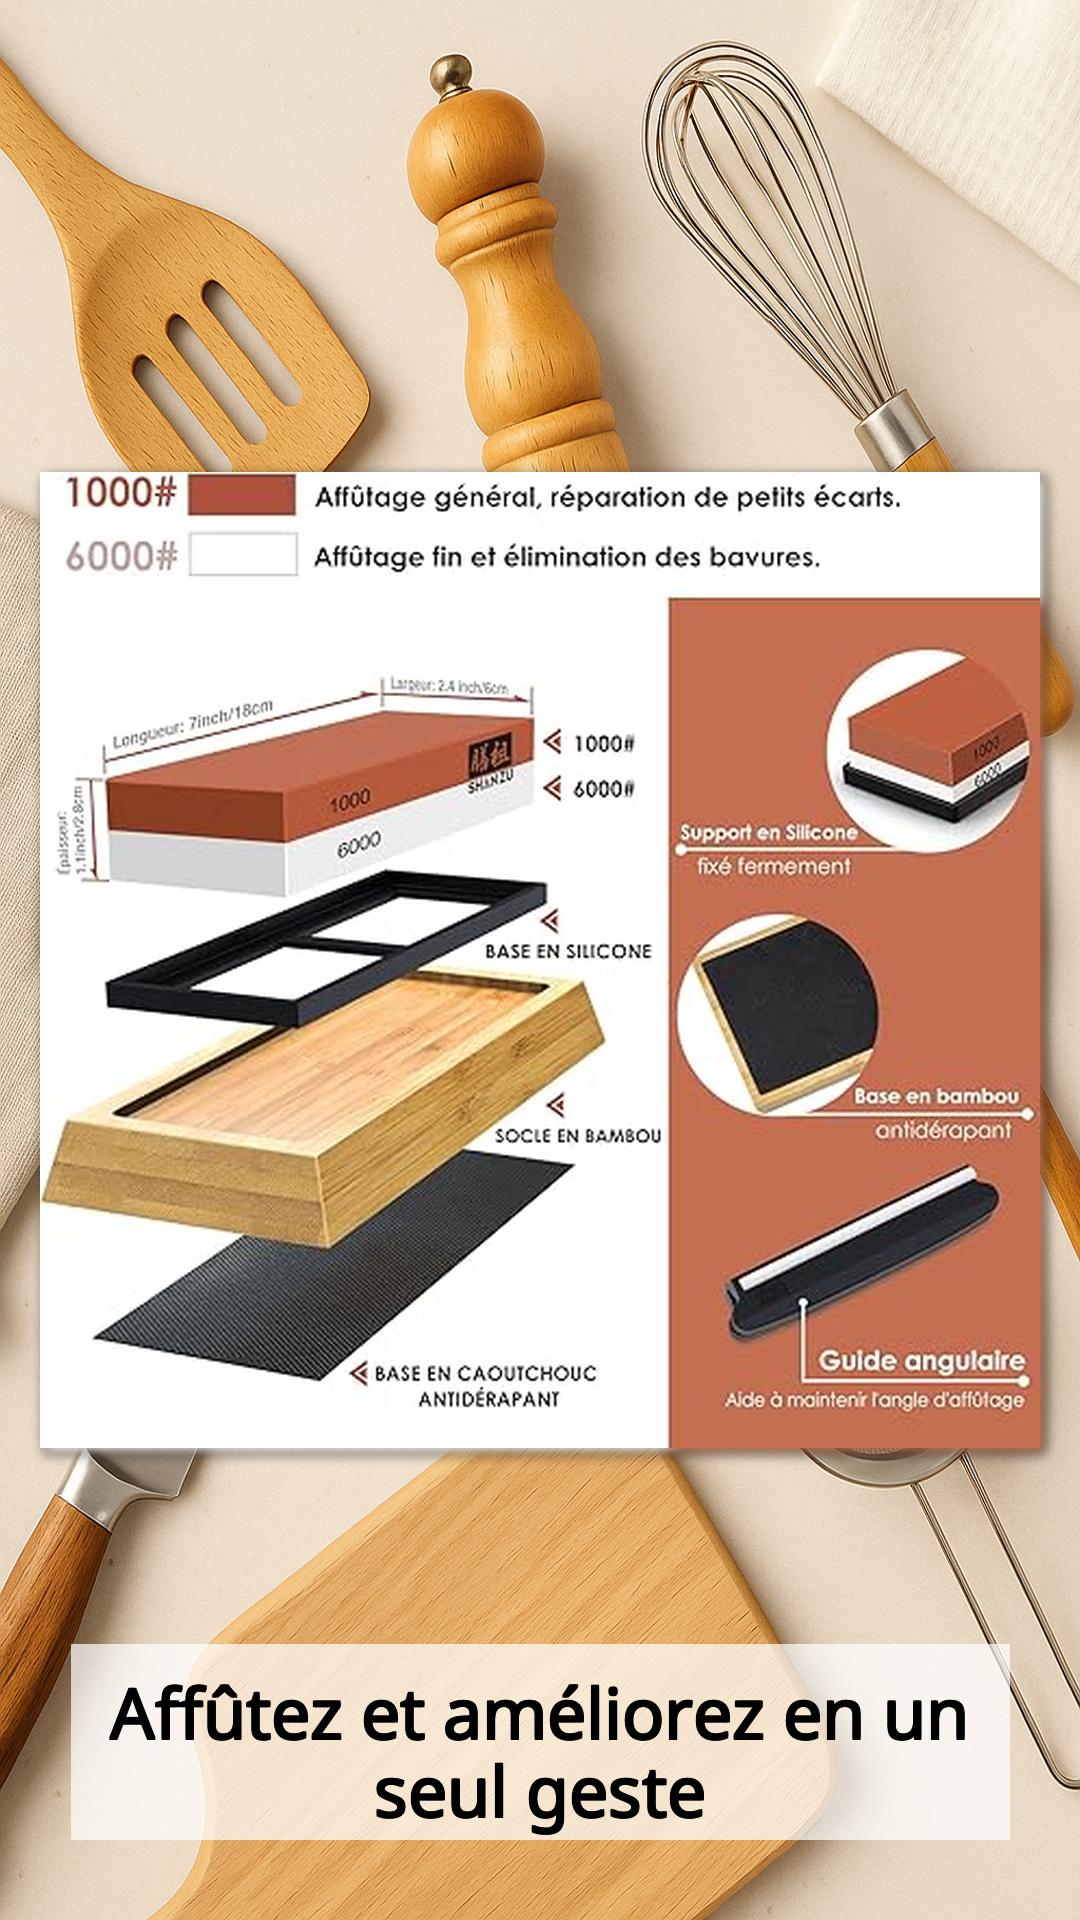 1000# Affûtage général, réparation de petits écarts.
6000# Affûtage fin et élimination des bavures.
Longueur: 7inch/18cm
Largeur: 2.4 inch/6cm
Épaisseur:
1.1inch/2.8cm
1000#
6000#
勝祖
SHANZU
1000
6000
BASE EN SILICONE
SOCLE EN BAMBOU
BASE EN CAOUTCHOUC
ANTIDÉRAPANT
1000
6000
Support en Silicone
fixé fermement
Base en bambou
antidérapant
Guide angulaire
Aide à maintenir l'angle d'affûtage
Affûtez et améliorez en un
seul geste